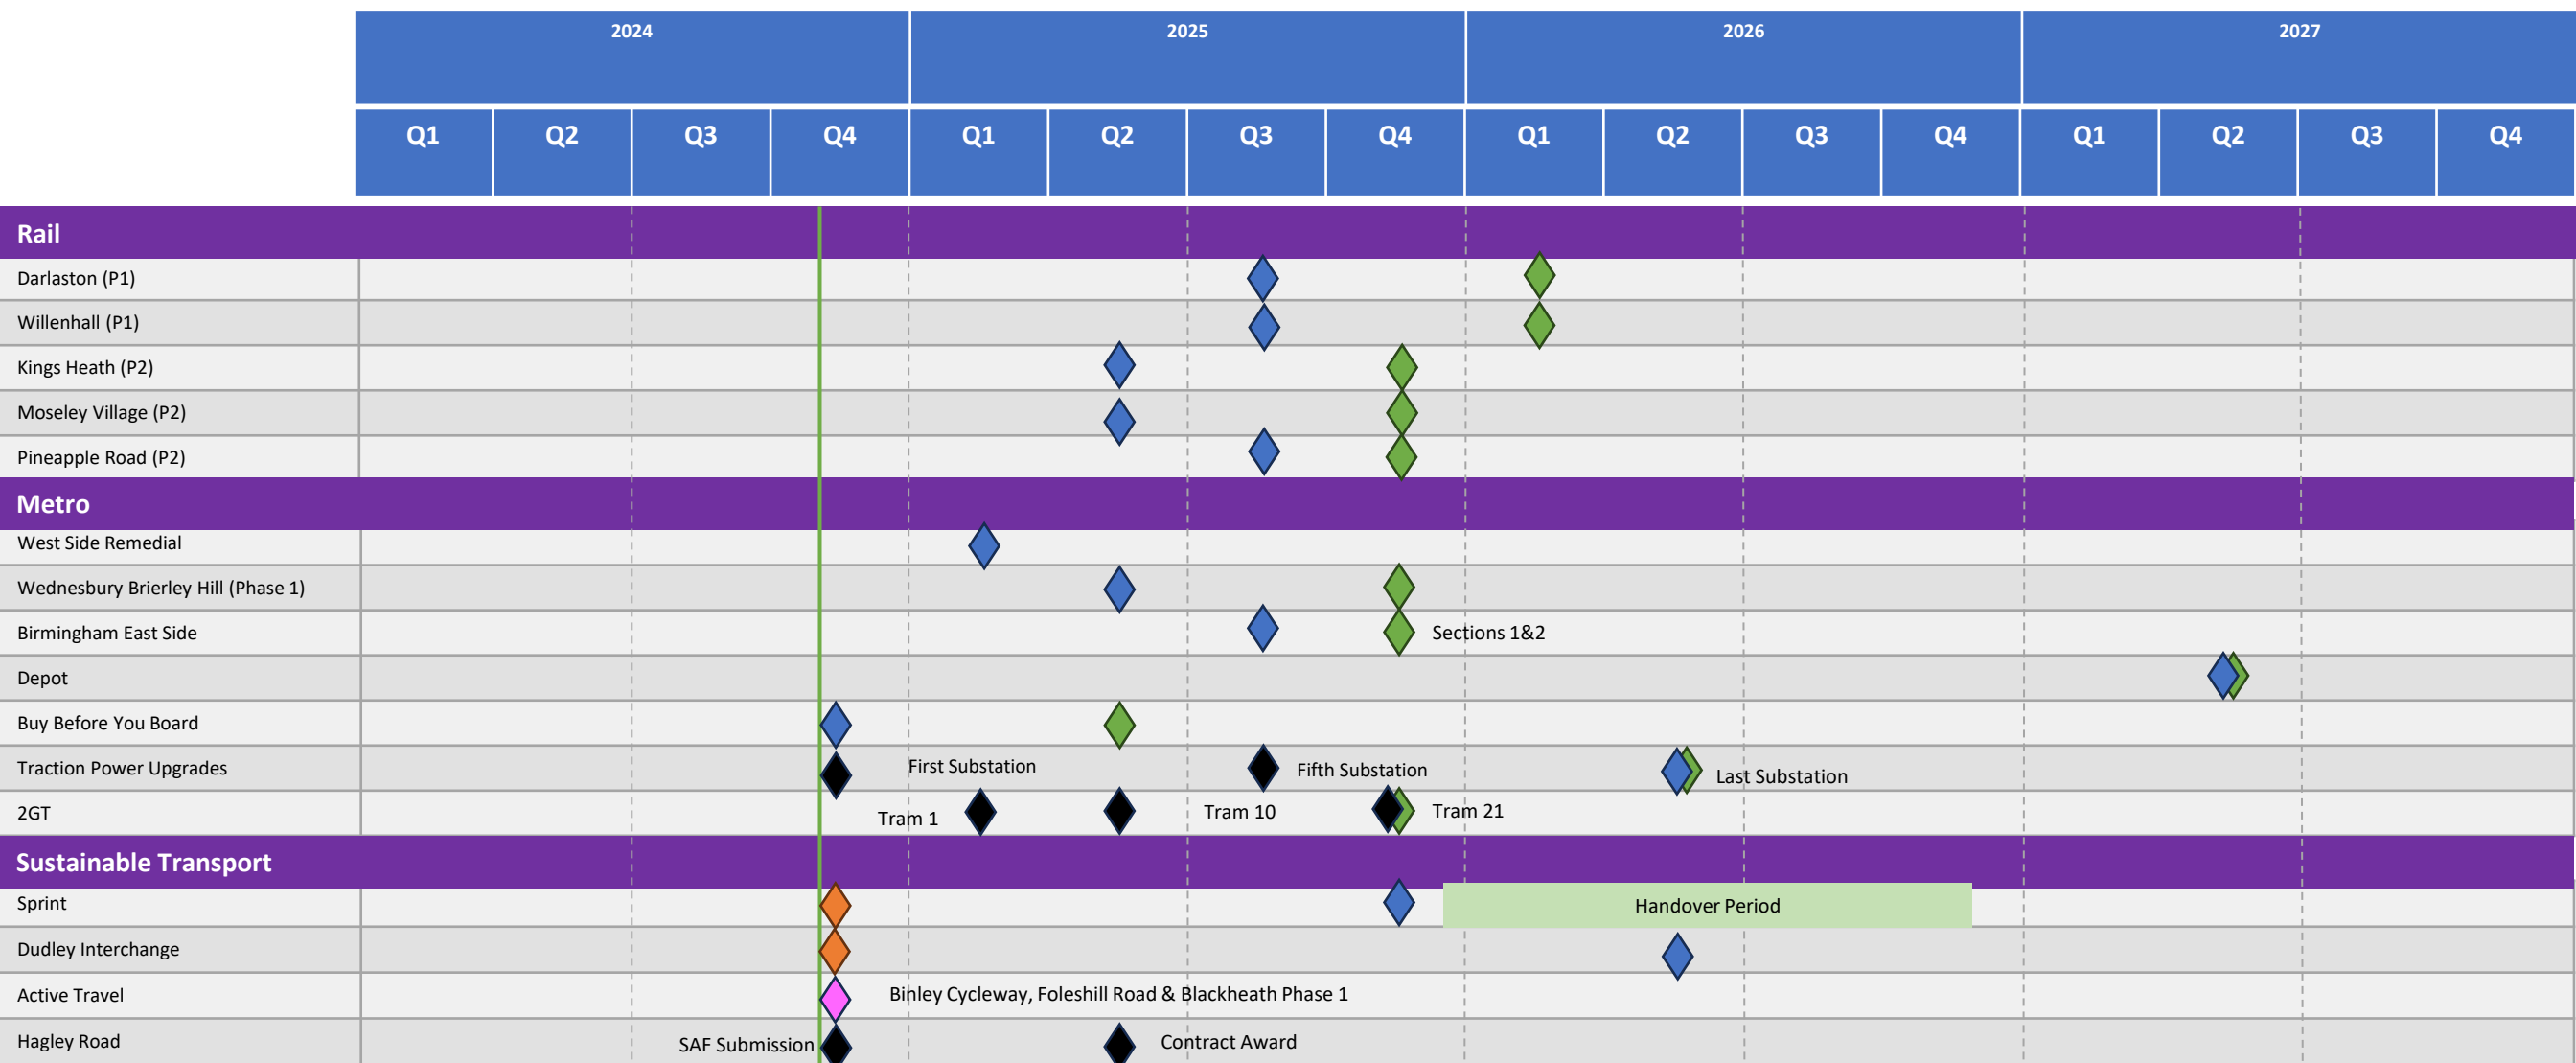 2024 2025 2026 2027
Q1 Q2 Q3 Q4 Q1 Q2 Q3 Q4 Q1 Q2 Q3 Q4 Q1 Q2 Q3 Q4
Rail
Darlaston (P1)
Willenhall (P1)
Kings Heath (P2)
Moseley Village (P2)
Pineapple Road (P2)
Metro
West Side Remedial
Wednesbury Brierley Hill (Phase 1)
Birmingham East Side Sections 1&2
Depot
Buy Before You Board
Traction Power Upgrades First Substation Fifth Substation Last Substation
2GT Tram 1 Tram 10 Tram 21
Sustainable Transport
Sprint Handover Period
Dudley Interchange
Active Travel Binley Cycleway, Foleshill Road & Blackheath Phase 1
Hagley Road SAF Submission Contract Award